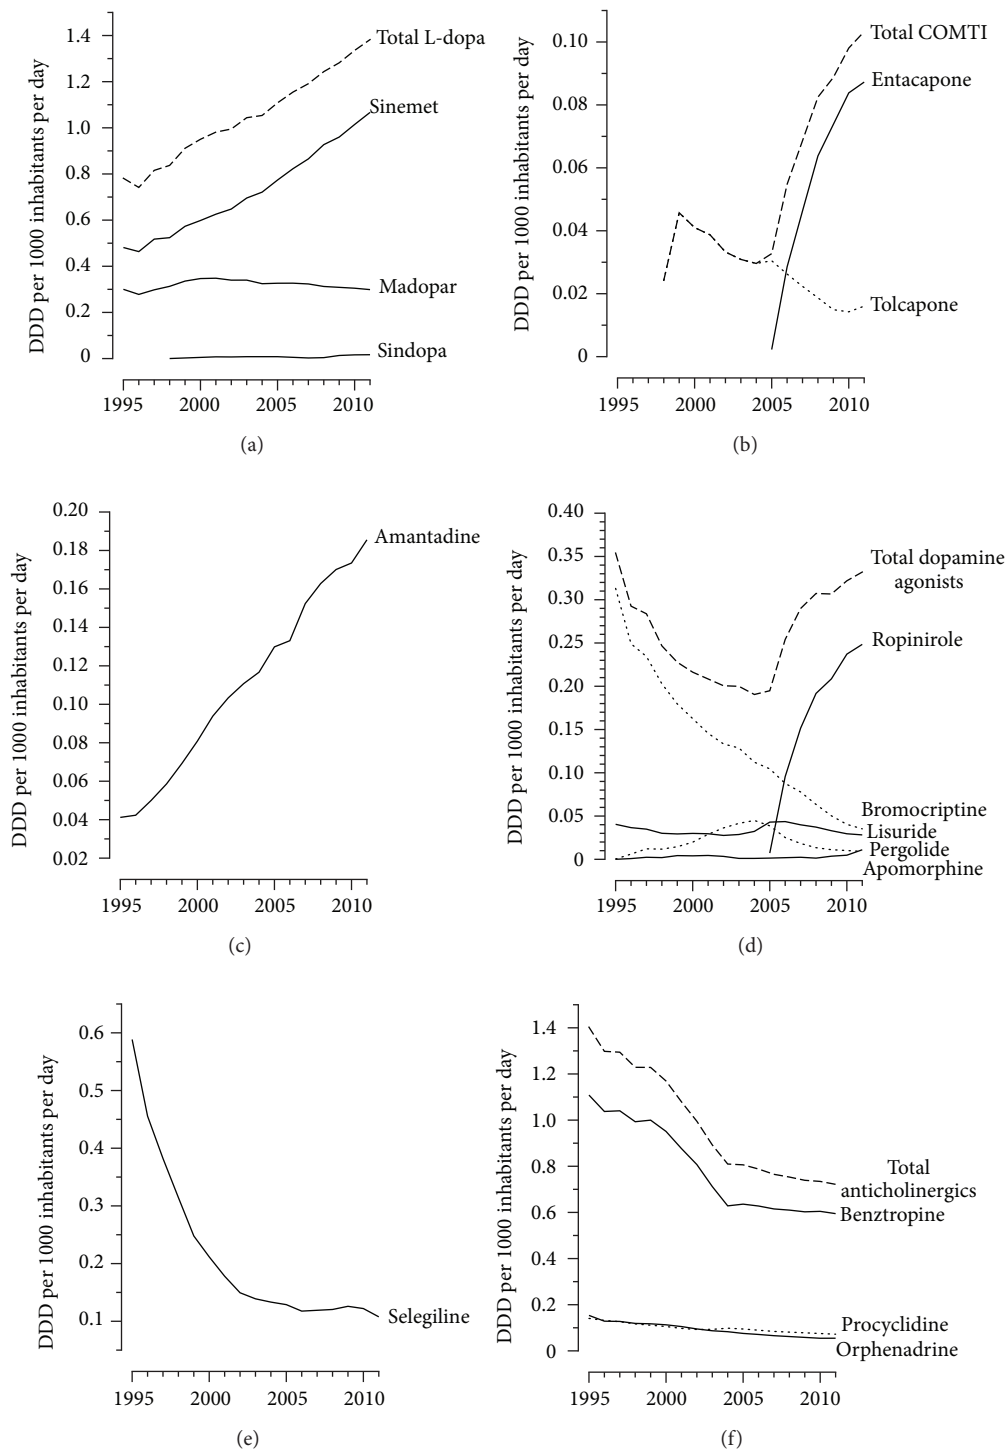 DDD per 1000 inhabitants per day
1.4
1.2
1.0
0.8
0.6
0.4
0.2
0
Total L-dopa
Sinemet
Madopar
Sindopa
1995
2000
2005
2010
(a)
DDD per 1000 inhabitants per day
0.10
0.08
0.06
0.04
0.02
0
Total COMTI
Entacapone
Tolcapone
1995
2000
2005
2010
(b)
DDD per 1000 inhabitants per day
0.20
0.18
0.16
0.14
0.12
0.10
0.08
0.06
0.04
0.02
Amantadine
1995
2000
2005
2010
(c)
DDD per 1000 inhabitants per day
0.40
0.35
0.30
0.25
0.20
0.15
0.10
0.05
0
Total dopamine
agonists
Ropinirole
Bromocriptine
Lisuride
Pergolide
Apomorphine
1995
2000
2005
2010
(d)
DDD per 1000 inhabitants per day
0.6
0.5
0.4
0.3
0.2
0.1
Selegiline
1995
2000
2005
2010
(e)
DDD per 1000 inhabitants per day
1.4
1.2
1.0
0.8
0.6
0.4
0.2
0
Total
anticholinergics
Benztropine
Procyclidine
Orphenadrine
1995
2000
2005
2010
(f)